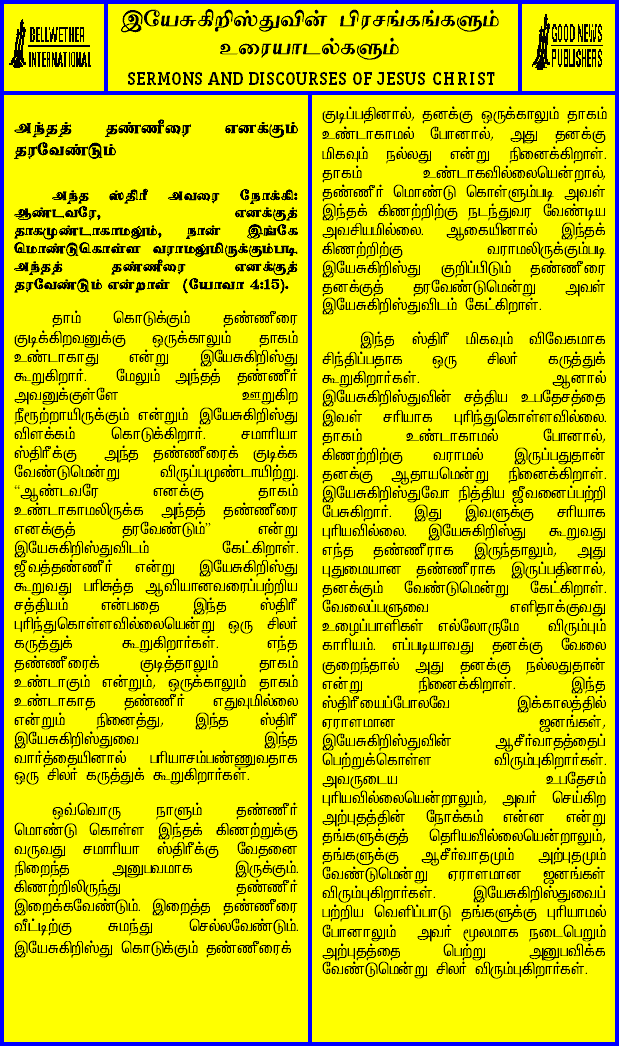 BELLWETHER
INTERNATIONAL
இயேசுகிறிஸ்துவின் பிரசங்கங்களும்
உரையாடல்களும்
SERMONS AND DISCOURSES OF JESUS CHRIST
GOOD NEWS
PUBLISHERS
அந்தத் தண்ணீரை எனக்கும்
தரவேண்டும்
அந்த ஸ்திரீ அவரை நோக்கி:
ஆண்டவரே, எனக்குத்
தாகமுண்டாகாமலும், நான் இங்கே
மொண்டுகொள்ள வராமலுமிருக்கும்படி
அந்தத் தண்ணீரை எனக்குத்
தரவேண்டும் என்றாள் (யோவா 4:15).
தாம் கொடுக்கும் தண்ணீரை
குடிக்கிறவனுக்கு ஒருக்காலும் தாகம்
உண்டாகாது என்று இயேசுகிறிஸ்து
கூறுகிறார். மேலும் அந்தத் தண்ணீர்
அவனுக்குள்ளே ஊறுகிற
நீரூற்றாயிருக்கும் என்றும் இயேசுகிறிஸ்து
விளக்கம் கொடுக்கிறார். சமாரியா
ஸ்திரீக்கு அந்த தண்ணீரைக் குடிக்க
வேண்டுமென்று விருப்பமுண்டாயிற்று.
“ஆண்டவரே எனக்கு தாகம்
உண்டாகாமலிருக்க அந்தத் தண்ணீரை
எனக்குத் தரவேண்டும்” என்று
இயேசுகிறிஸ்துவிடம் கேட்கிறாள்.
ஜீவத்தண்ணீர் என்று இயேசுகிறிஸ்து
கூறுவது பரிசுத்த ஆவியானவரைப்பற்றிய
சத்தியம் என்பதை இந்த ஸ்திரீ
புரிந்துகொள்ளவில்லையென்று ஒரு சிலர்
கருத்துக் கூறுகிறார்கள். எந்த
தண்ணீரைக் குடித்தாலும் தாகம்
உண்டாகும் என்றும், ஒருக்காலும் தாகம்
உண்டாகாத தண்ணீர் எதுவுமில்லை
என்றும் நினைத்து, இந்த ஸ்திரீ
இயேசுகிறிஸ்துவை இந்த
வார்த்தையினால் பரியாசம்பண்ணுவதாக
ஒரு சிலர் கருத்துக் கூறுகிறார்கள்.
ஒவ்வொரு நாளும் தண்ணீர்
மொண்டு கொள்ள இந்தக் கிணற்றுக்கு
வருவது சமாரியா ஸ்திரீக்கு வேதனை
நிறைந்த அனுபவமாக இருக்கும்.
கிணற்றிலிருந்து தண்ணீர்
இறைக்கவேண்டும். இறைத்த தண்ணீரை
வீட்டிற்கு சுமந்து செல்லவேண்டும்.
இயேசுகிறிஸ்து கொடுக்கும் தண்ணீரைக்
குடிப்பதினால், தனக்கு ஒருக்காலும் தாகம்
உண்டாகாமல் போனால், அது தனக்கு
மிகவும் நல்லது என்று நினைக்கிறாள்.
தாகம் உண்டாகவில்லையென்றால்,
தண்ணீர் மொண்டு கொள்ளும்படி அவள்
இந்தக் கிணற்றிற்கு நடந்துவர வேண்டிய
அவசியமில்லை. ஆகையினால் இந்தக்
கிணற்றிற்கு வராமலிருக்கும்படி
இயேசுகிறிஸ்து குறிப்பிடும் தண்ணீரை
தனக்குத் தரவேண்டுமென்று அவள்
இயேசுகிறிஸ்துவிடம் கேட்கிறாள்.
இந்த ஸ்திரீ மிகவும் விவேகமாக
சிந்திப்பதாக ஒரு சிலர் கருத்துக்
கூறுகிறார்கள். ஆனால்
இயேசுகிறிஸ்துவின் சத்திய உபதேசத்தை
இவள் சரியாக புரிந்துகொள்ளவில்லை.
தாகம் உண்டாகாமல் போனால்,
கிணற்றிற்கு வராமல் இருப்பதுதான்
தனக்கு ஆதாயமென்று நினைக்கிறாள்.
இயேசுகிறிஸ்துவோ நித்திய ஜீவனைப்பற்றி
பேசுகிறார். இது இவளுக்கு சரியாக
புரியவில்லை. இயேசுகிறிஸ்து கூறுவது
எந்த தண்ணீராக இருந்தாலும், அது
புதுமையான தண்ணீராக இருப்பதினால்,
தனக்கும் வேண்டுமென்று கேட்கிறாள்.
வேலைப்பளுவை எளிதாக்குவது
உழைப்பாளிகள் எல்லோருமே விரும்பும்
காரியம். எப்படியாவது தனக்கு வேலை
குறைந்தால் அது தனக்கு நல்லதுதான்
என்று நினைக்கிறாள். இந்த
ஸ்திரீயைப்போலவே இக்காலத்தில்
ஏராளமான ஜனங்கள்,
இயேசுகிறிஸ்துவின் ஆசீர்வாதத்தைப்
பெற்றுக்கொள்ள விரும்புகிறார்கள்.
அவருடைய உபதேசம்
புரியவில்லையென்றாலும், அவர் செய்கிற
அற்புதத்தின் நோக்கம் என்ன என்று
தங்களுக்குத் தெரியவில்லையென்றாலும்,
தங்களுக்கு ஆசீர்வாதமும் அற்புதமும்
வேண்டுமென்று ஏராளமான ஜனங்கள்
விரும்புகிறார்கள். இயேசுகிறிஸ்துவைப்
பற்றிய வெளிப்பாடு தங்களுக்கு புரியாமல்
போனாலும் அவர் மூலமாக நடைபெறும்
அற்புதத்தை பெற்று அனுபவிக்க
வேண்டுமென்று சிலர் விரும்புகிறார்கள்.